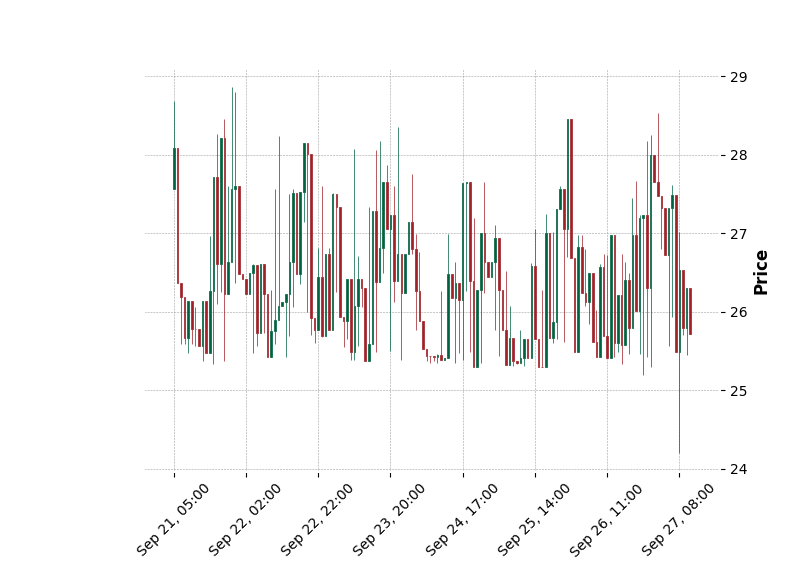 29
28
27
26
25
24
Price
Sep 21, 05:00
Sep 22, 02:00
Sep 22, 22:00
Sep 23, 20:00
Sep 24, 17:00
Sep 25, 14:00
Sep 26, 11:00
Sep 27, 08:00